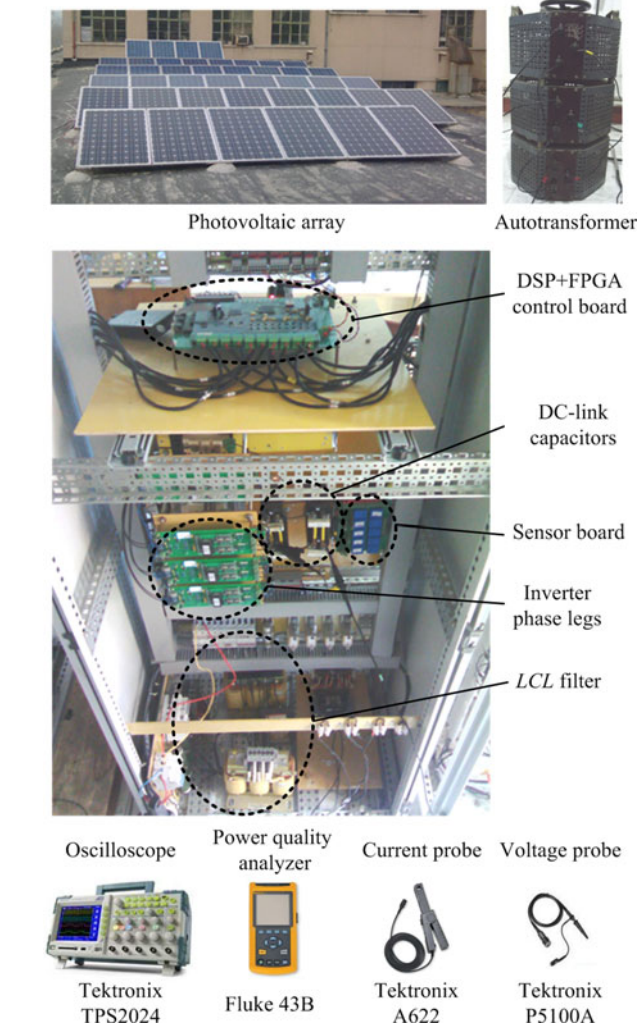 Photovoltaic array
Autotransformer
DSP+FPGA
control board
DC-link
capacitors
Sensor board
Inverter
phase legs
LCL filter
Oscilloscope
Power quality
analyzer
Current probe
Voltage probe
Tektronix
TPS2024
Fluke 43B
Tektronix
A622
Tektronix
P5100A